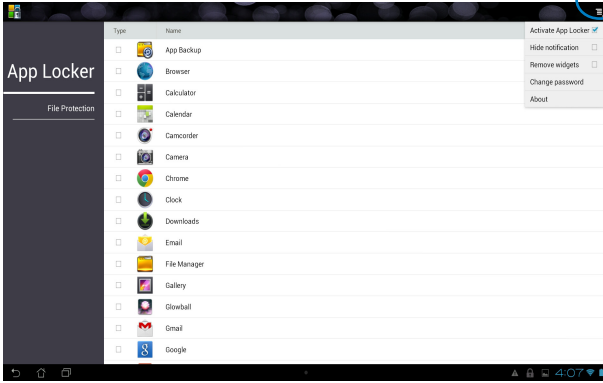 Type Name
Activate App Locker
Hide notification
Remove widgets
Change password
About
App Locker
File Protection
App Backup
Browser
Calculator
Calendar
Camcorder
Camera
Chrome
Clock
Downloads
Email
File Manager
Gallery
Glowball
Gmail
Google
4:07